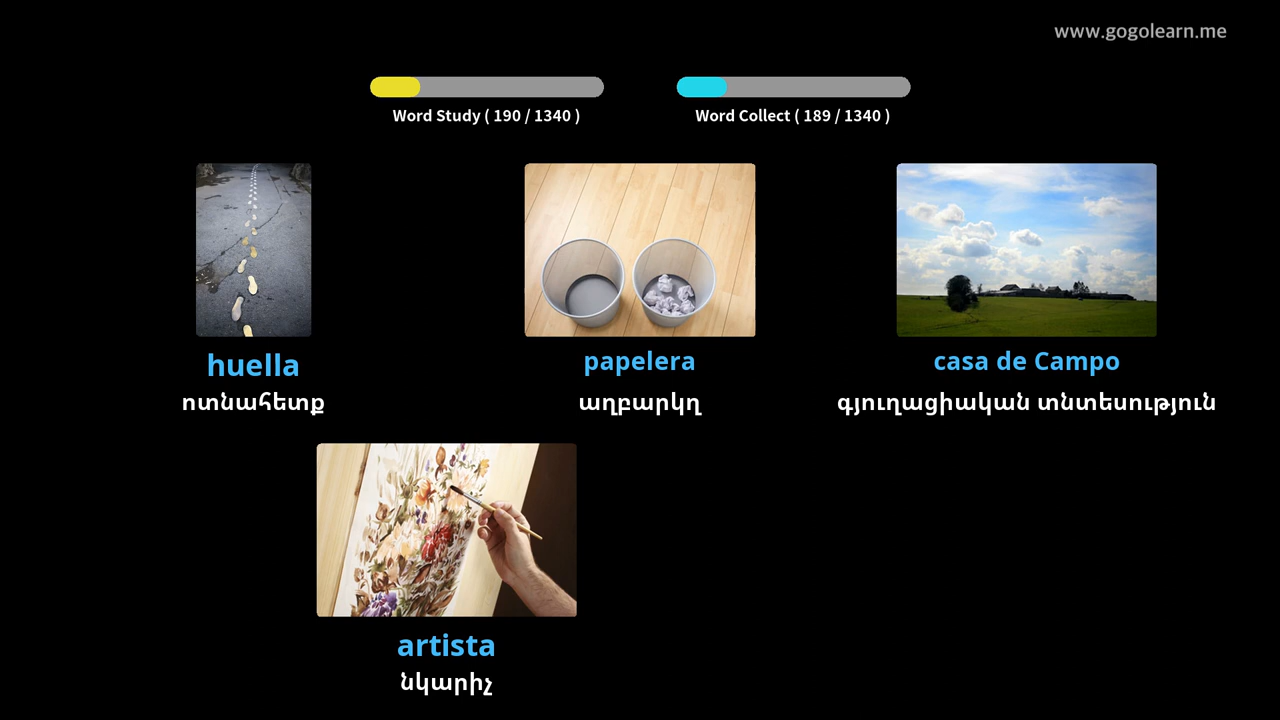 www.gogolearn.me
Word Study ( 190 / 1340 )
Word Collect ( 189 / 1340 )
huella
ոտնահետք
papelera
աղբարկղ
casa de Campo
գյուղացիական տնտեսություն
artista
նկարիչ